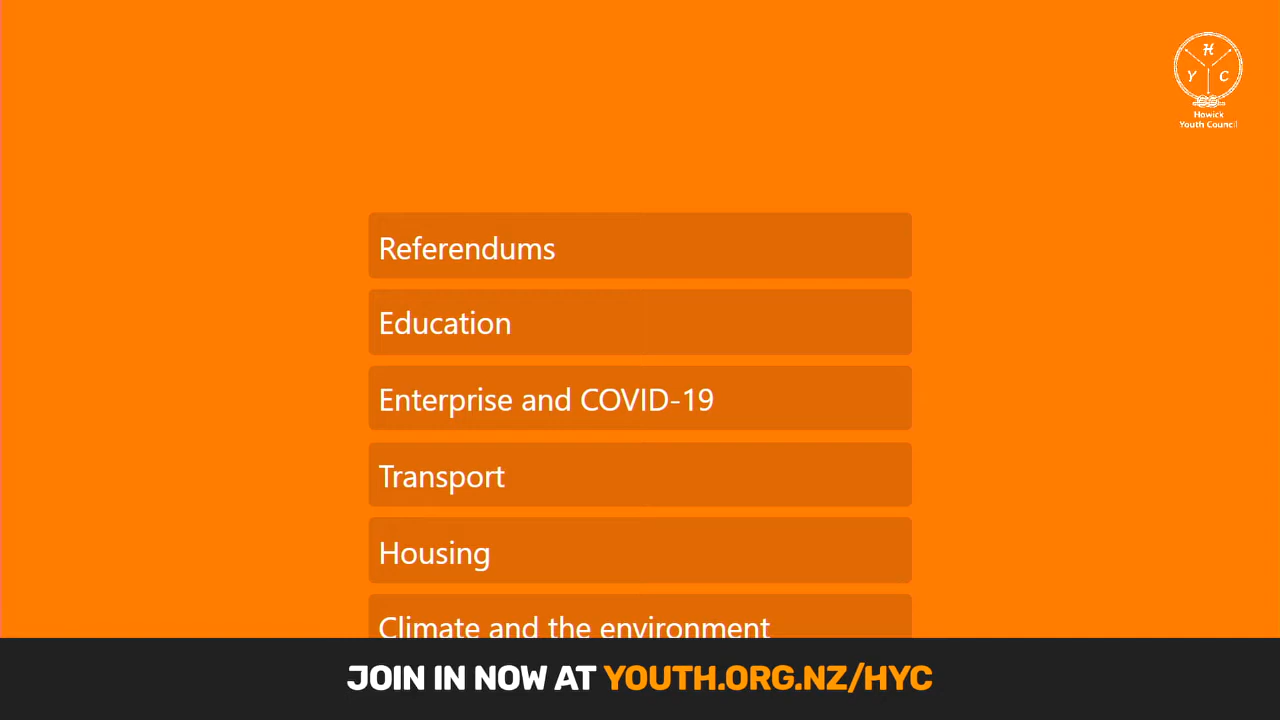 H
Y C
Howick
Youth Council
Referendums
Education
Enterprise and COVID-19
Transport
Housing
Climate and the environment
JOIN IN NOW AT YOUTH.ORG.NZ/HYC